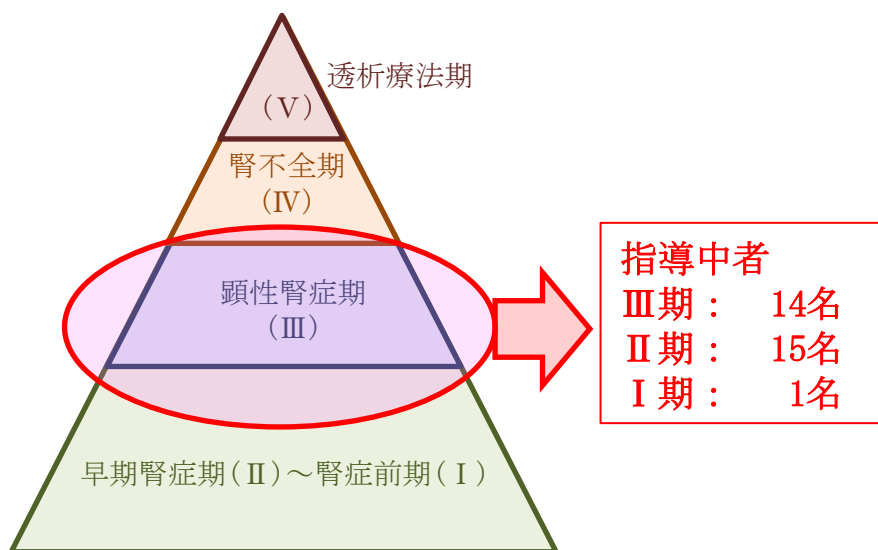 透析療法期
(Ⅴ)
腎不全期
(Ⅳ)
顕性腎症期
(Ⅲ)
早期腎症期(Ⅱ)～腎症前期(Ⅰ)
指導中者
Ⅲ期： 14名
Ⅱ期： 15名
Ⅰ期： 1名